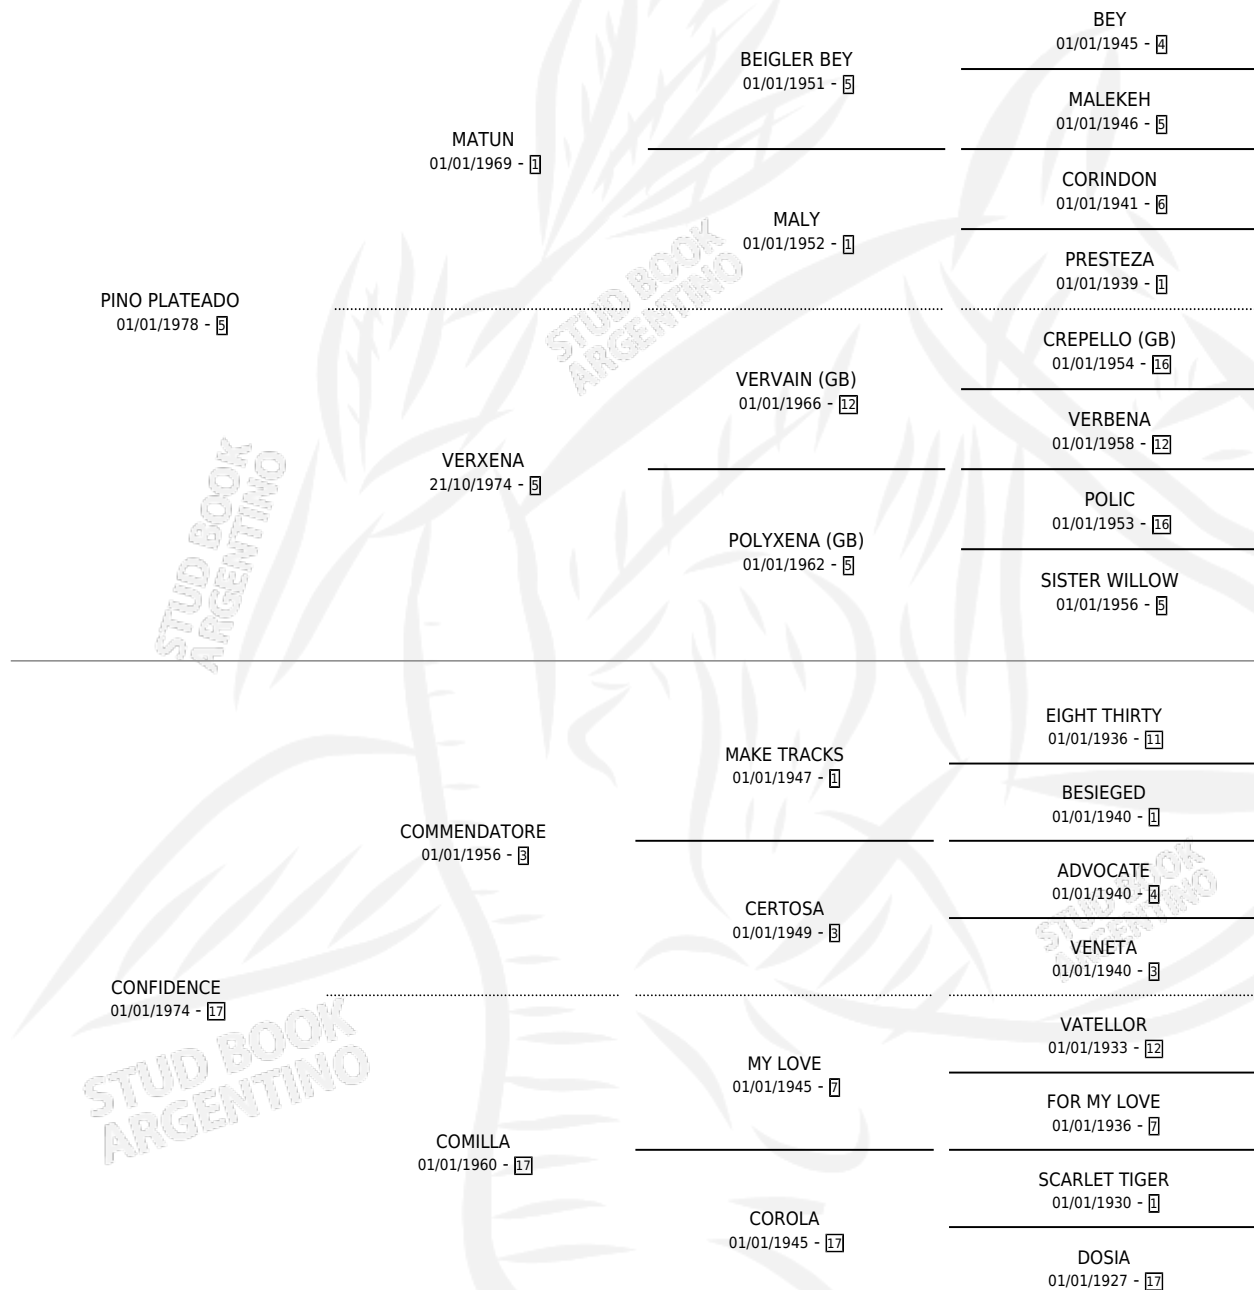 BEY
01/01/1945 - 4
BEIGLER BEY
01/01/1951 - 5
MALEKEH
01/01/1946 - 5
MATUN
01/01/1969 - 1
CORINDON
01/01/1941 - 6
MALY
01/01/1952 - 1
PRESTEZA
01/01/1939 - 1
PINO PLATEADO
01/01/1978 - 5
CREPELLO (GB)
01/01/1954 - 16
VERVAIN (GB)
01/01/1966 - 12
VERBENA
01/01/1958 - 12
VERXENA
21/10/1974 - 5
POLIC
01/01/1953 - 16
POLYXENA (GB)
01/01/1962 - 5
SISTER WILLOW
01/01/1956 - 5
EIGHT THIRTY
01/01/1936 - 11
MAKE TRACKS
01/01/1947 - 1
BESIEGED
01/01/1940 - 1
COMMENDATORE
01/01/1956 - 3
ADVOCATE
01/01/1940 - 4
CERTOSA
01/01/1949 - 3
VENETA
01/01/1940 - 3
CONFIDENCE
01/01/1974 - 17
VATELLOR
01/01/1933 - 12
MY LOVE
01/01/1945 - 7
FOR MY LOVE
01/01/1936 - 7
COMILLA
01/01/1960 - 17
SCARLET TIGER
01/01/1930 - 1
COROLA
01/01/1945 - 17
DOSIA
01/01/1927 - 17
STUD BOOK
ARGENTINO
STUD BOOK
ARGENTINO
STUD BOOK
ARGENTINO
STUD BOOK
ARGENTINO